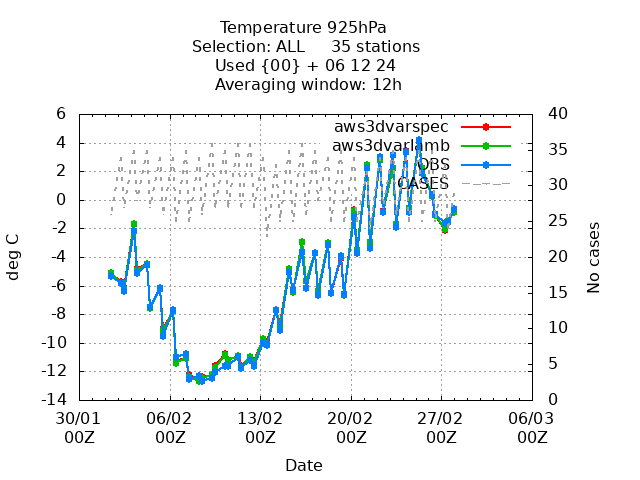 Temperature 925hPa
Selection: ALL 35 stations
Used {00} + 06 12 24
Averaging window: 12h
aws3dvarspec
aws3dvarlamb
OBS
CASES
deg C
6
4
2
0
-2
-4
-6
-8
-10
-12
-14
No cases
40
35
30
25
20
15
10
5
0
30/01 06/02 13/02 20/02 27/02 06/03
00Z 00Z 00Z 00Z 00Z 00Z
Date